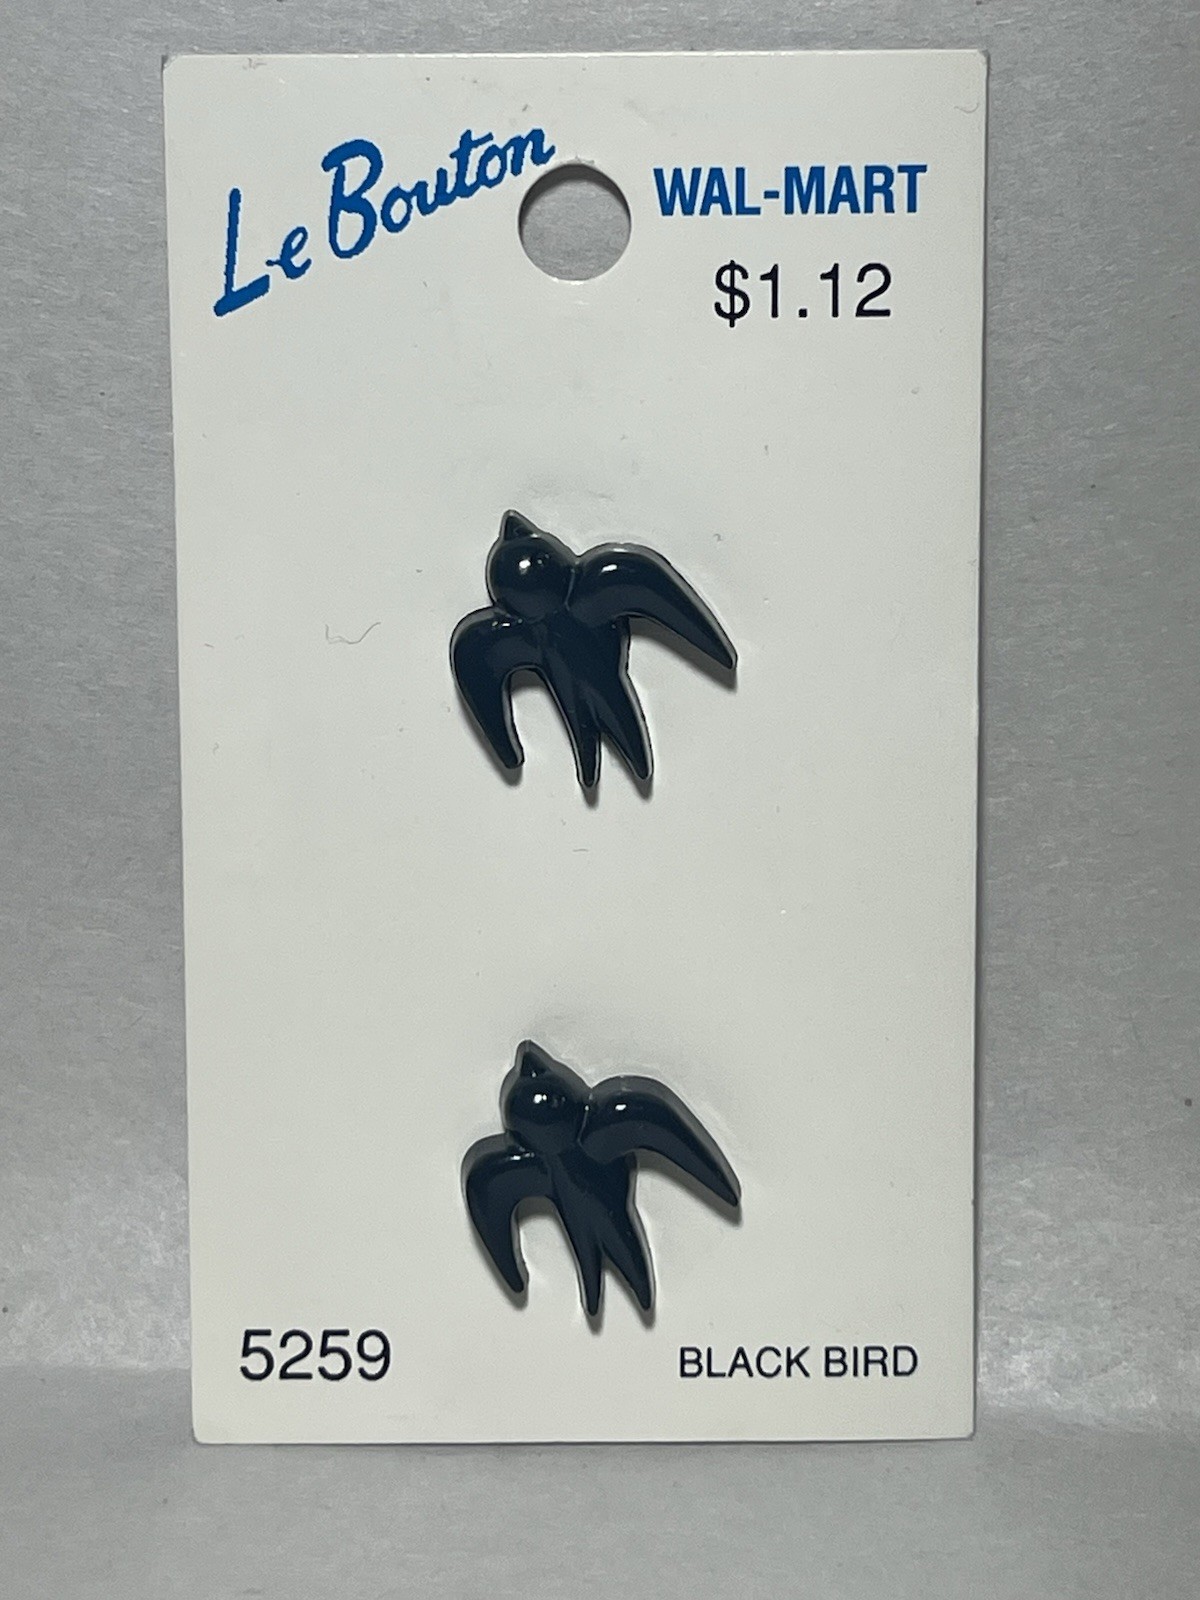 Le Bouton
WAL-MART
$1.12
5259
BLACK BIRD